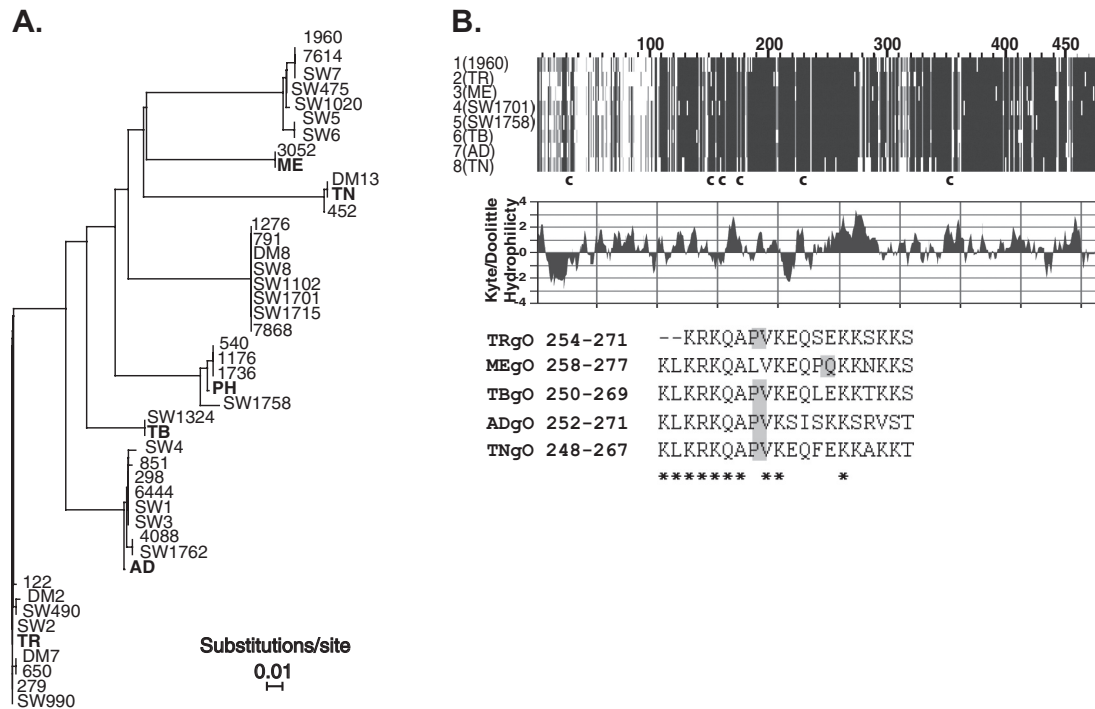 A.
1960
7614
SW7
SW475
SW1020
SW5
SW6
3052
ME
DM13
TN
452
1276
791
DM8
SW8
SW1102
SW1701
SW1715
7868
540
1176
1736
PH
SW1758
SW1324
TB
SW4
851
298
6444
SW1
SW3
4088
SW1762
AD
122
DM2
SW490
SW2
TR
DM7
650
279
SW990
Substitutions/site
0.01
B.
100 200 300 400 450
1(1960)
2(TR)
3(ME)
4(SW1701)
5(SW1758)
6(TB)
7(AD)
8(TN)
c c c c c c
Kyte/Doolittle
Hydrophilicty
4
2
0
-2
-4
TRgO 254-271 --KRKQAPVKEQSEKKSKKS
MEgO 258-277 KLKRKQALVKEQPQKKNKKS
TBgO 250-269 KLKRKQAPVKEQLEKKTKKS
ADgO 252-271 KLKRKQAPVKSISKKSRVST
TNgO 248-267 KLKRKQAPVKEQFEKKAKKT
******* ** *